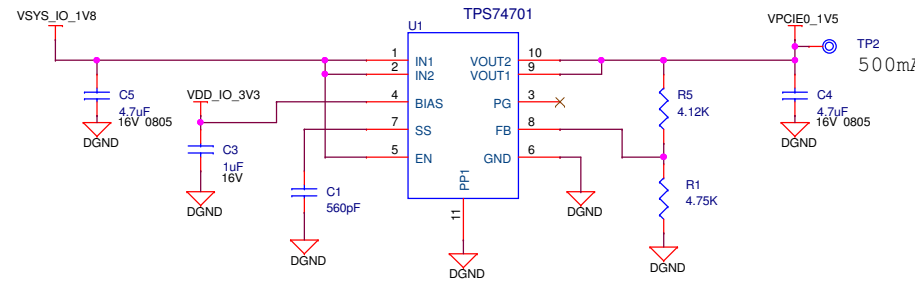 VSYS_IO_1V8
TPS74701
VPCIE0_1V5
U1
TP2
500mA
1
IN1
VOUT2
10
2
IN2
VOUT1
9
C5
4.7uF
16V 0805
DGND
VDD_IO_3V3
4
BIAS
PG
3
R5
4.12K
C4
4.7uF
16V 0805
DGND
7
SS
FB
8
C3
1uF
16V
DGND
5
EN
GND
6
C1
560pF
DGND
PP1
11
DGND
DGND
R1
4.75K
DGND